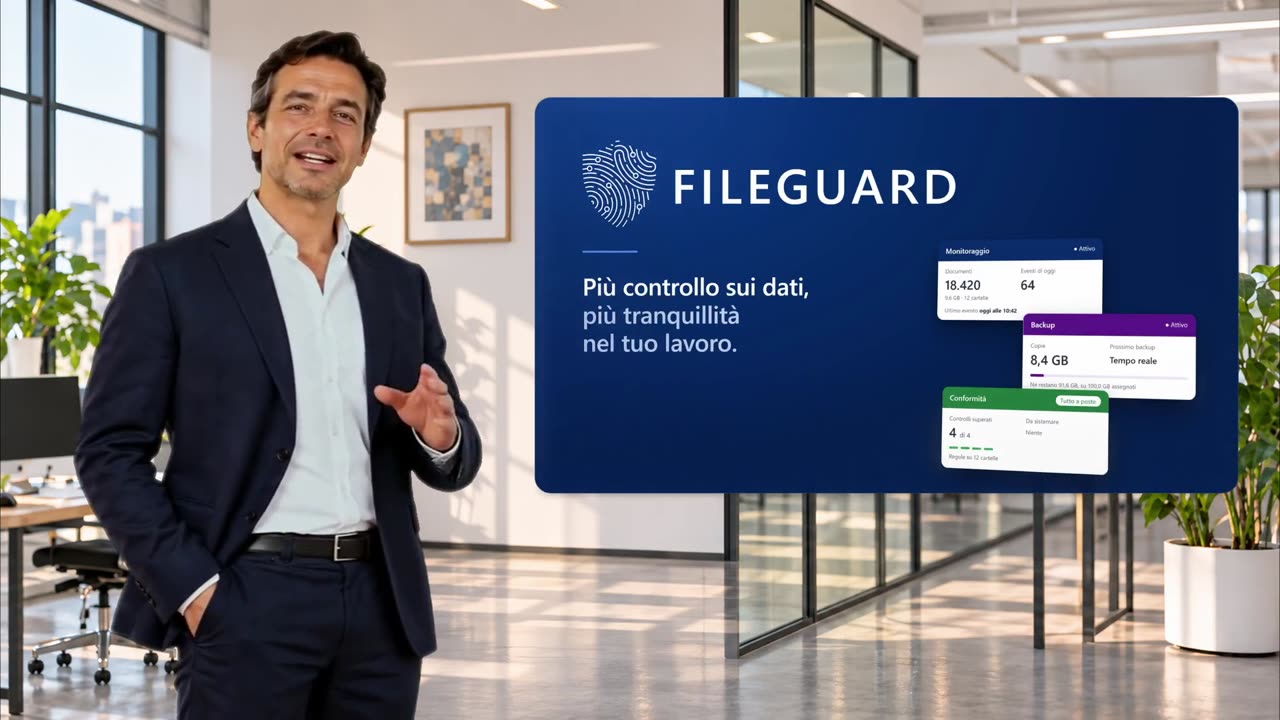 FILEGUARD
Più controllo sui dati,
più tranquillità
nel tuo lavoro.
Monitoraggio
• Attivo
Documenti
Eventi di oggi
18.420
64
9,6 GB · 12 cartelle
Ultimo evento oggi alle 10:42
Backup
• Attivo
Copie
Prossimo backup
8,4 GB
Tempo reale
Ne restano 91,6 GB, su 100,0 GB assegnati
Conformità
Tutto a posto
Controlli superati
Da sistemare
4 di 4
Niente
Regole su 12 cartelle